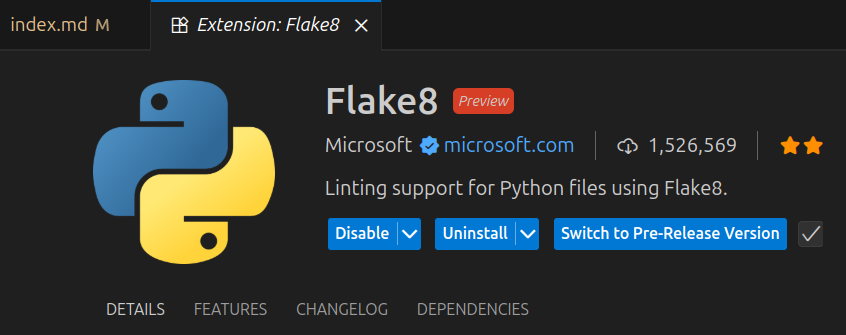 index.md M
Extension: Flake8
Flake8 Preview
Microsoft microsoft.com 1,526,569
Linting support for Python files using Flake8.
Disable Uninstall Switch to Pre-Release Version
DETAILS FEATURES CHANGELOG DEPENDENCIES